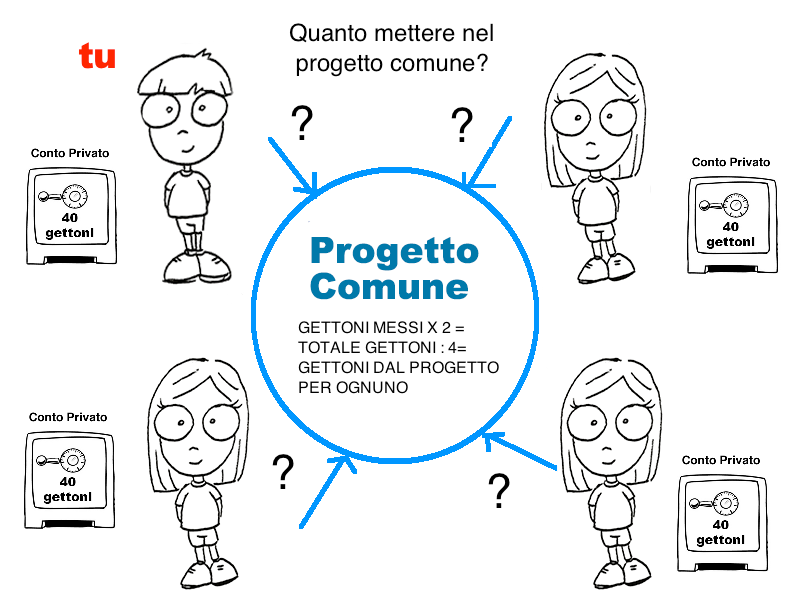 Quanto mettere nel
progetto comune?
tu
?
?
Conto Privato
40
gettoni
Conto Privato
40
gettoni
Progetto
Comune
GETTONI MESSI X 2 =
TOTALE GETTONI : 4=
GETTONI DAL PROGETTO
PER OGNUNO
Conto Privato
40
gettoni
?
?
Conto Privato
40
gettoni